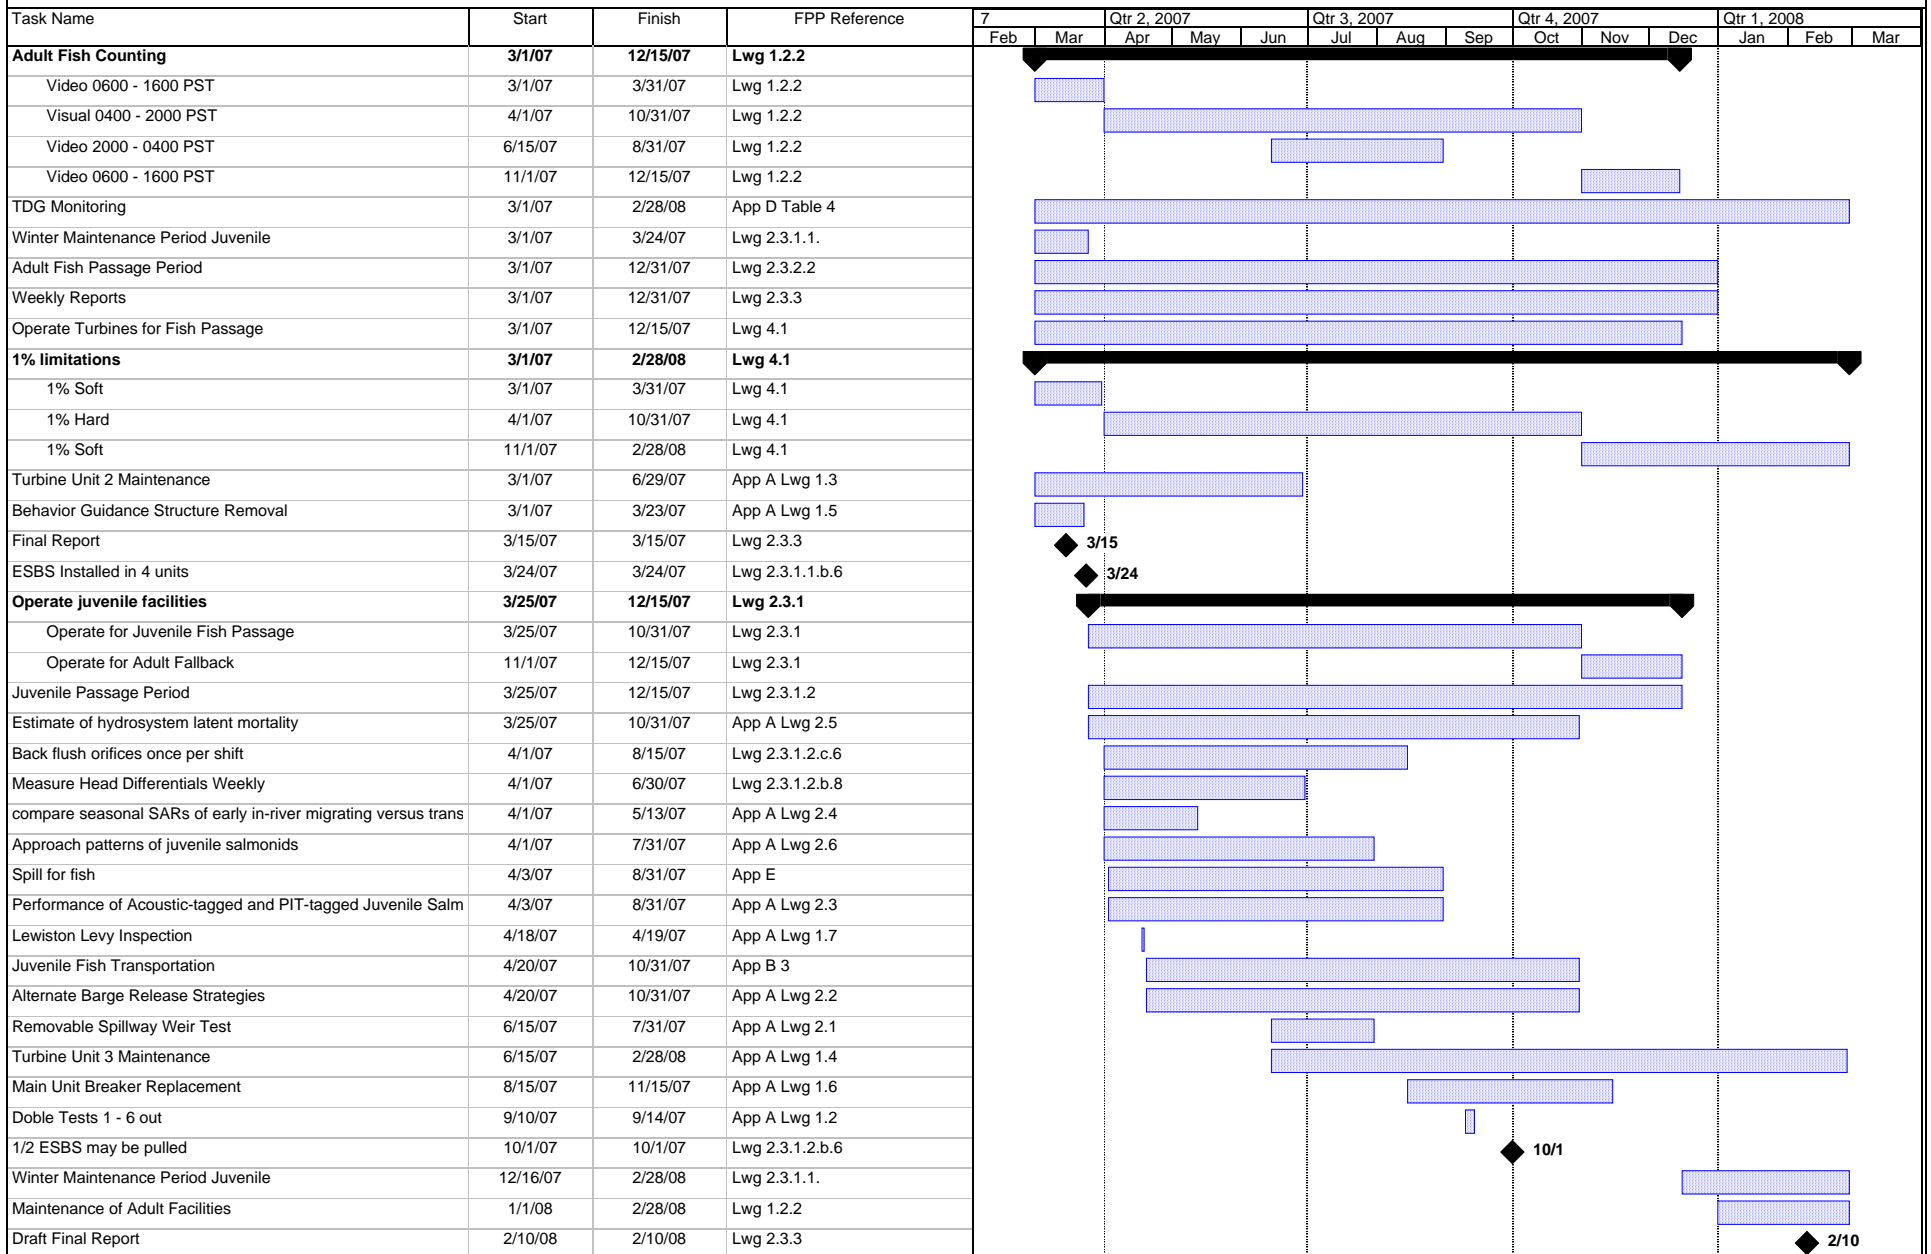 Task Name Start Finish FPP Reference 7 Qtr 2, 2007 Qtr 3, 2007 Qtr 4, 2007 Qtr 1, 2008
Feb Mar Apr May Jun Jul Aug Sep Oct Nov Dec Jan Feb Mar
Adult Fish Counting 3/1/07 12/15/07 Lwg 1.2.2
Video 0600 - 1600 PST 3/1/07 3/31/07 Lwg 1.2.2
Visual 0400 - 2000 PST 4/1/07 10/31/07 Lwg 1.2.2
Video 2000 - 0400 PST 6/15/07 8/31/07 Lwg 1.2.2
Video 0600 - 1600 PST 11/1/07 12/15/07 Lwg 1.2.2
TDG Monitoring 3/1/07 2/28/08 App D Table 4
Winter Maintenance Period Juvenile 3/1/07 3/24/07 Lwg 2.3.1.1.
Adult Fish Passage Period 3/1/07 12/31/07 Lwg 2.3.2.2
Weekly Reports 3/1/07 12/31/07 Lwg 2.3.3
Operate Turbines for Fish Passage 3/1/07 12/15/07 Lwg 4.1
1% limitations 3/1/07 2/28/08 Lwg 4.1
1% Soft 3/1/07 3/31/07 Lwg 4.1
1% Hard 4/1/07 10/31/07 Lwg 4.1
1% Soft 11/1/07 2/28/08 Lwg 4.1
Turbine Unit 2 Maintenance 3/1/07 6/29/07 App A Lwg 1.3
Behavior Guidance Structure Removal 3/1/07 3/23/07 App A Lwg 1.5
Final Report 3/15/07 3/15/07 Lwg 2.3.3 3/15
ESBS Installed in 4 units 3/24/07 3/24/07 Lwg 2.3.1.1.b.6 3/24
Operate juvenile facilities 3/25/07 12/15/07 Lwg 2.3.1
Operate for Juvenile Fish Passage 3/25/07 10/31/07 Lwg 2.3.1
Operate for Adult Fallback 11/1/07 12/15/07 Lwg 2.3.1
Juvenile Passage Period 3/25/07 12/15/07 Lwg 2.3.1.2
Estimate of hydrosystem latent mortality 3/25/07 10/31/07 App A Lwg 2.5
Back flush orifices once per shift 4/1/07 8/15/07 Lwg 2.3.1.2.c.6
Measure Head Differentials Weekly 4/1/07 6/30/07 Lwg 2.3.1.2.b.8
compare seasonal SARs of early in-river migrating versus trans 4/1/07 5/13/07 App A Lwg 2.4
Approach patterns of juvenile salmonids 4/1/07 7/31/07 App A Lwg 2.6
Spill for fish 4/3/07 8/31/07 App E
Performance of Acoustic-tagged and PIT-tagged Juvenile Salm 4/3/07 8/31/07 App A Lwg 2.3
Lewiston Levy Inspection 4/18/07 4/19/07 App A Lwg 1.7
Juvenile Fish Transportation 4/20/07 10/31/07 App B 3
Alternate Barge Release Strategies 4/20/07 10/31/07 App A Lwg 2.2
Removable Spillway Weir Test 6/15/07 7/31/07 App A Lwg 2.1
Turbine Unit 3 Maintenance 6/15/07 2/28/08 App A Lwg 1.4
Main Unit Breaker Replacement 8/15/07 11/15/07 App A Lwg 1.6
Doble Tests 1 - 6 out 9/10/07 9/14/07 App A Lwg 1.2
1/2 ESBS may be pulled 10/1/07 10/1/07 Lwg 2.3.1.2.b.6 10/1
Winter Maintenance Period Juvenile 12/16/07 2/28/08 Lwg 2.3.1.1.
Maintenance of Adult Facilities 1/1/08 2/28/08 Lwg 1.2.2
Draft Final Report 2/10/08 2/10/08 Lwg 2.3.3 2/10